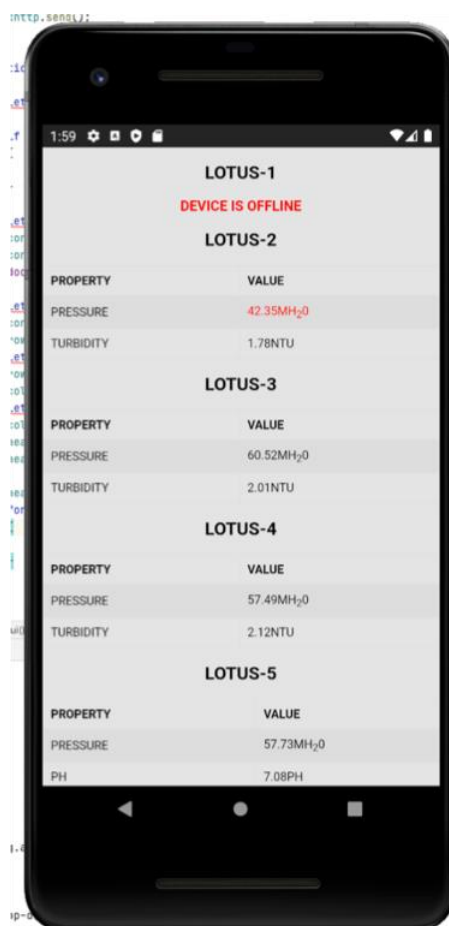 http.send();
1:59
LOTUS-1
DEVICE IS OFFLINE
LOTUS-2
PROPERTY VALUE
PRESSURE 42.35MH₂0
TURBIDITY 1.78NTU
LOTUS-3
PROPERTY VALUE
PRESSURE 60.52MH₂0
TURBIDITY 2.01NTU
LOTUS-4
PROPERTY VALUE
PRESSURE 57.49MH₂0
TURBIDITY 2.12NTU
LOTUS-5
PROPERTY VALUE
PRESSURE 57.73MH₂0
PH 7.08PH